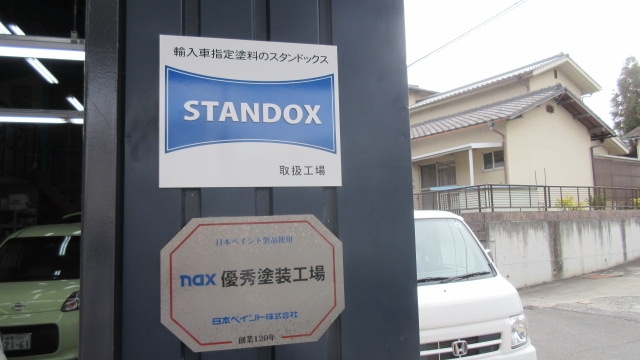 輸入車指定塗料のスタンドックス
STANDOX
取扱工場
日本ペイント製品使用
nax 優秀塗装工場
日本ペイント株式会社
創業120年
21-61